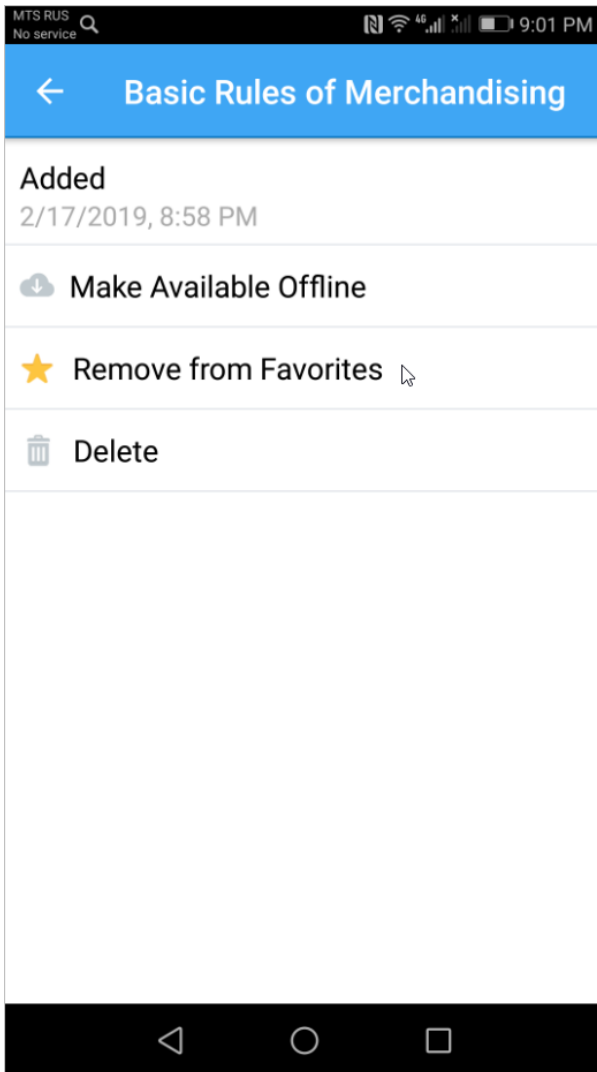 MTS RUS
No service
4G
9:01 PM
Basic Rules of Merchandising
Added
2/17/2019, 8:58 PM
Make Available Offline
Remove from Favorites
Delete